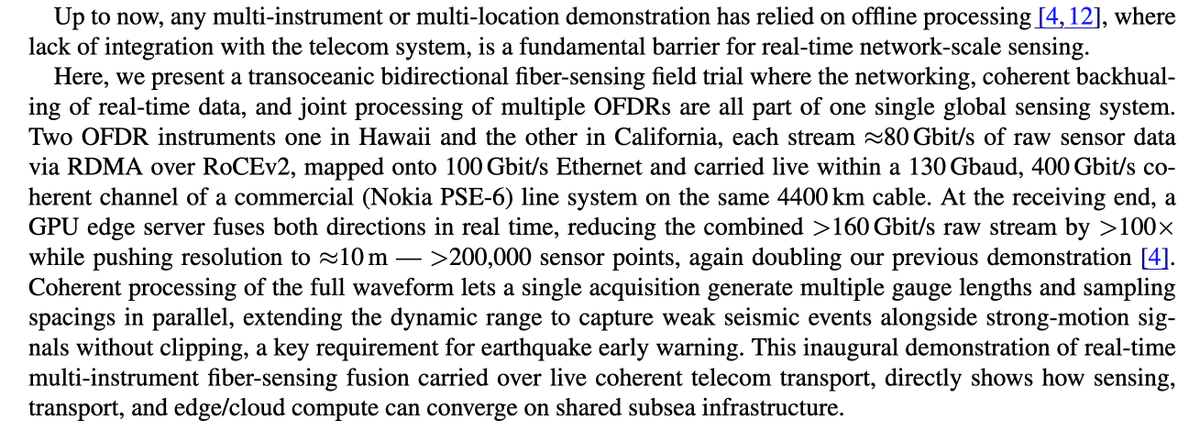 Up to now, any multi-instrument or multi-location demonstration has relied on offline processing [4,12], where
lack of integration with the telecom system, is a fundamental barrier for real-time network-scale sensing.
Here, we present a transoceanic bidirectional fiber-sensing field trial where the networking, coherent backhaul-
ing of real-time data, and joint processing of multiple OFDRs are all part of one single global sensing system.
Two OFDR instruments one in Hawaii and the other in California, each stream ≈80 Gbit/s of raw sensor data
via RDMA over RoCEv2, mapped onto 100 Gbit/s Ethernet and carried live within a 130 Gbaud, 400 Gbit/s co-
herent channel of a commercial (Nokia PSE-6) line system on the same 4400 km cable. At the receiving end, a
GPU edge server fuses both directions in real time, reducing the combined >160 Gbit/s raw stream by >100×
while pushing resolution to ≈10 m — >200,000 sensor points, again doubling our previous demonstration [4].
Coherent processing of the full waveform lets a single acquisition generate multiple gauge lengths and sampling
spacings in parallel, extending the dynamic range to capture weak seismic events alongside strong-motion sig-
nals without clipping, a key requirement for earthquake early warning. This inaugural demonstration of real-time
multi-instrument fiber-sensing fusion carried over live coherent telecom transport, directly shows how sensing,
transport, and edge/cloud compute can converge on shared subsea infrastructure.